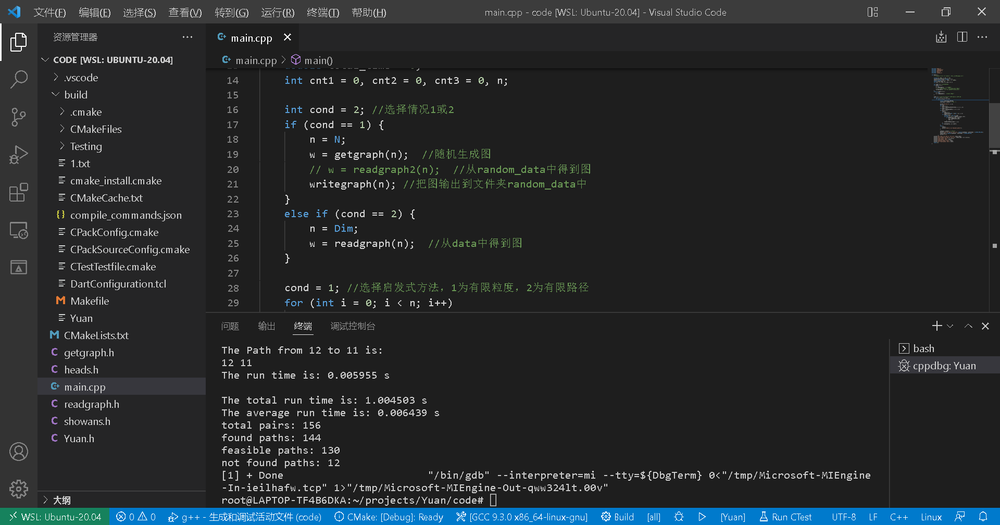 文件(F) 编辑(E) 选择(S) 查看(V) 转到(G) 运行(R) 终端(T) 帮助(H) main.cpp - code [WSL: Ubuntu-20.04] - Visual Studio Code
资源管理器
CODE [WSL: UBUNTU-20.04]
.vscode
build
.cmake
CMakeFiles
Testing
1.txt
cmake_install.cmake
CMakeCache.txt
{} compile_commands.json
CPackConfig.cmake
CPackSourceConfig.cmake
CTestTestfile.cmake
DartConfiguration.tcl
Makefile
Yuan
CMakeLists.txt
getgraph.h
heads.h
main.cpp
readgraph.h
showans.h
Yuan.h
大纲
main.cpp
main.cpp > main()
14 int cnt1 = 0, cnt2 = 0, cnt3 = 0, n;
15
16 int cond = 2; //选择情况1或2
17 if (cond == 1) {
18 n = N;
19 w = getgraph(n); //随机生成图
20 // w = readgraph2(n); //从random_data中得到图
21 writegraph(n); //把图输出到文件夹random_data中
22 }
23 else if (cond == 2) {
24 n = Dim;
25 w = readgraph(n); //从data中得到图
26 }
27
28 cond = 1; //选择启发式方法，1为有限粒度，2为有限路径
29 for (int i = 0; i < n; i++)
问题 输出 终端 调试控制台
The Path from 12 to 11 is:
12 11
The run time is: 0.005955 s
The total run time is: 1.004503 s
The average run time is: 0.006439 s
total pairs: 156
found paths: 144
feasible paths: 130
not found paths: 12
[1] + Done "/bin/gdb" --interpreter=mi --tty=${DbgTerm} 0<"/tmp/Microsoft-MIEngine
-In-ieilhafw.tcp" 1>"/tmp/Microsoft-MIEngine-Out-qww324lt.00v"
root@LAPTOP-TF4B6DKA:~/projects/Yuan/code#
bash
cppdbg: Yuan
WSL: Ubuntu-20.04 0 0 g++ - 生成和调试活动文件 (code) CMake: [Debug]: Ready [GCC 9.3.0 x86_64-linux-gnu] Build [all] [Yuan] Run CTest UTF-8 LF C++ Linux